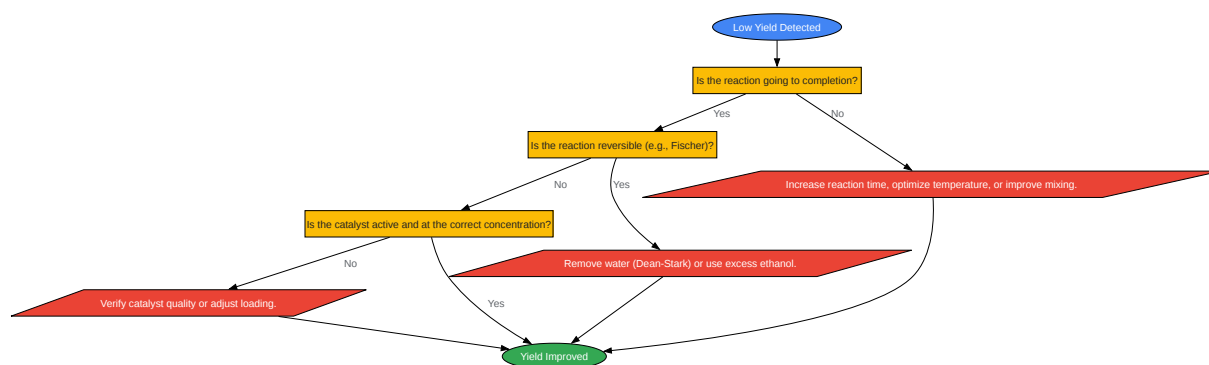 Low Yield Detected
Is the reaction going to completion?
Yes
No
Is the reaction reversible (e.g., Fischer)?
No
Yes
Increase reaction time, optimize temperature, or improve mixing.
Is the catalyst active and at the correct concentration?
No
Remove water (Dean-Stark) or use excess ethanol.
Verify catalyst quality or adjust loading.
Yes
Yield Improved